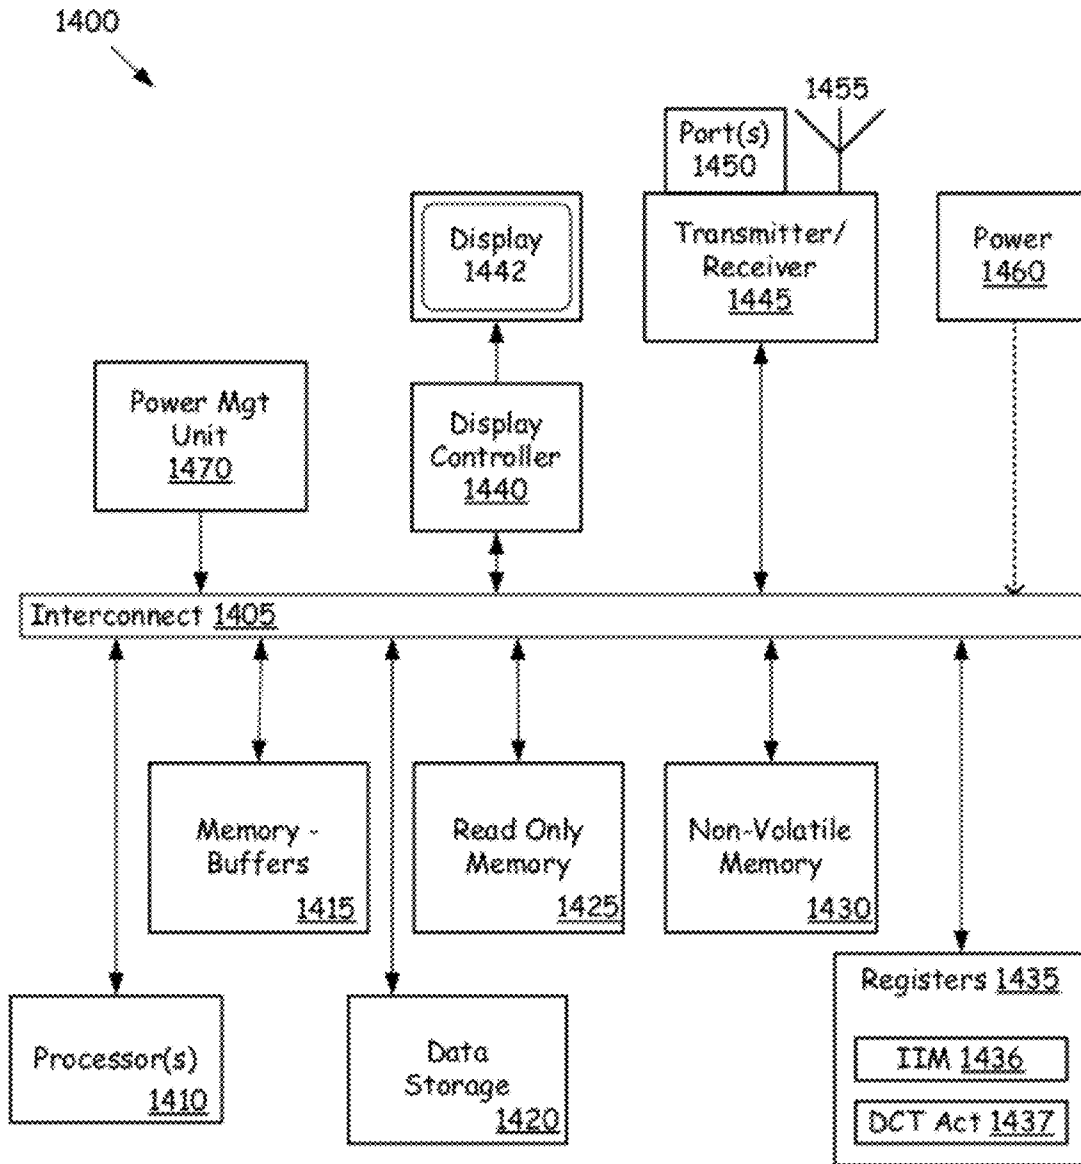 1400
1455
Port(s)
1450
Display
1442
Transmitter/
Receiver
1445
Power
1460
Power Mgt
Unit
1470
Display
Controller
1440
Interconnect 1405
Memory -
Buffers
1415
Read Only
Memory
1425
Non-Volatile
Memory
1430
Processor(s)
1410
Data
Storage
1420
Registers 1435
IIM 1436
DCT Act 1437